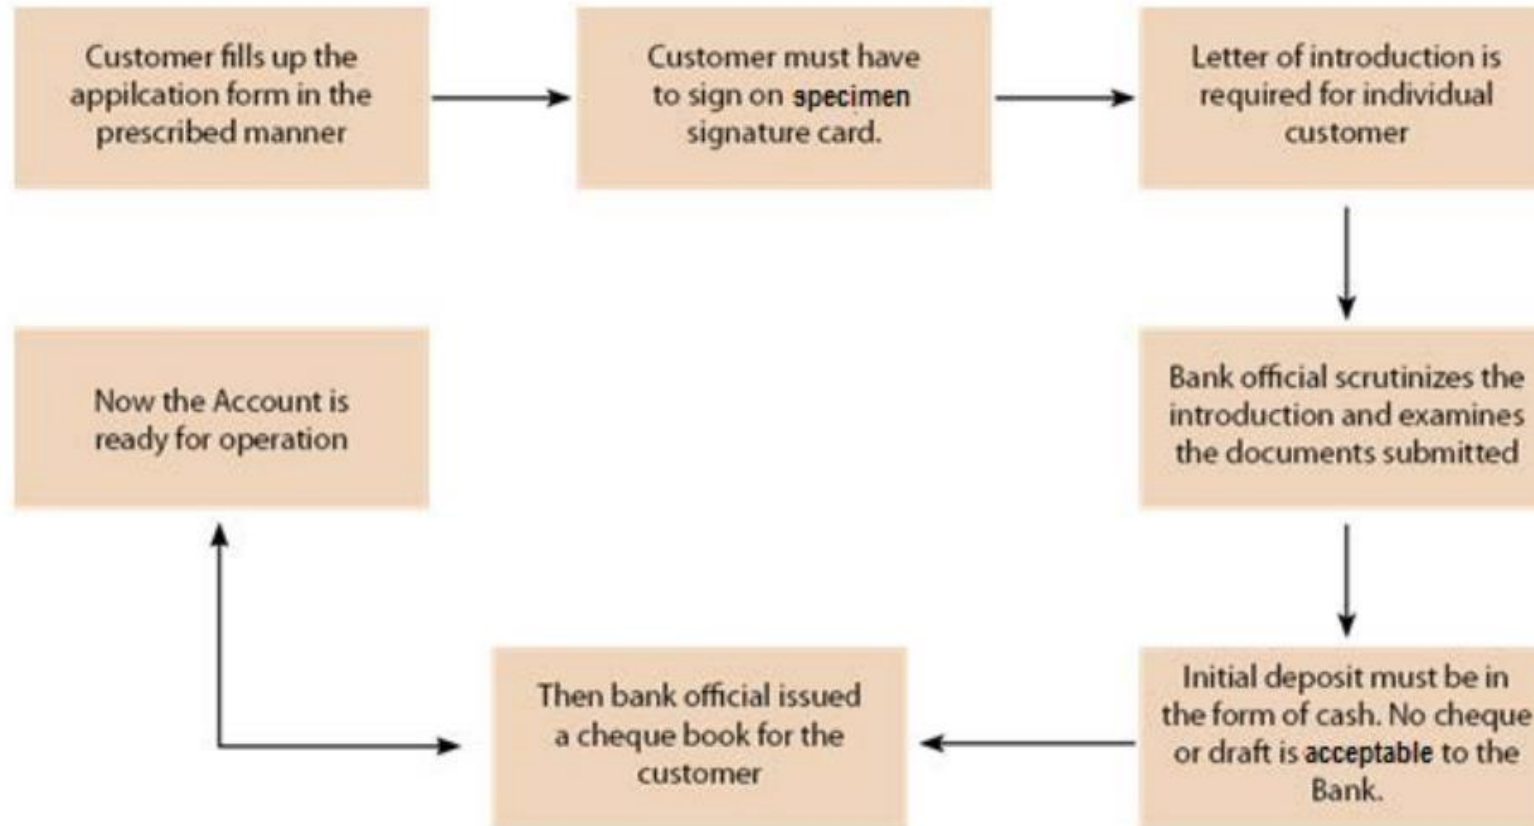 Customer fills up the
appilcation form in the
prescribed manner
Customer must have
to sign on specimen
signature card.
Letter of introduction is
required for individual
customer
Bank official scrutinizes the
introduction and examines
the documents submitted
Initial deposit must be in
the form of cash. No cheque
or draft is acceptable to the
Bank.
Then bank official issued
a cheque book for the
customer
Now the Account is
ready for operation